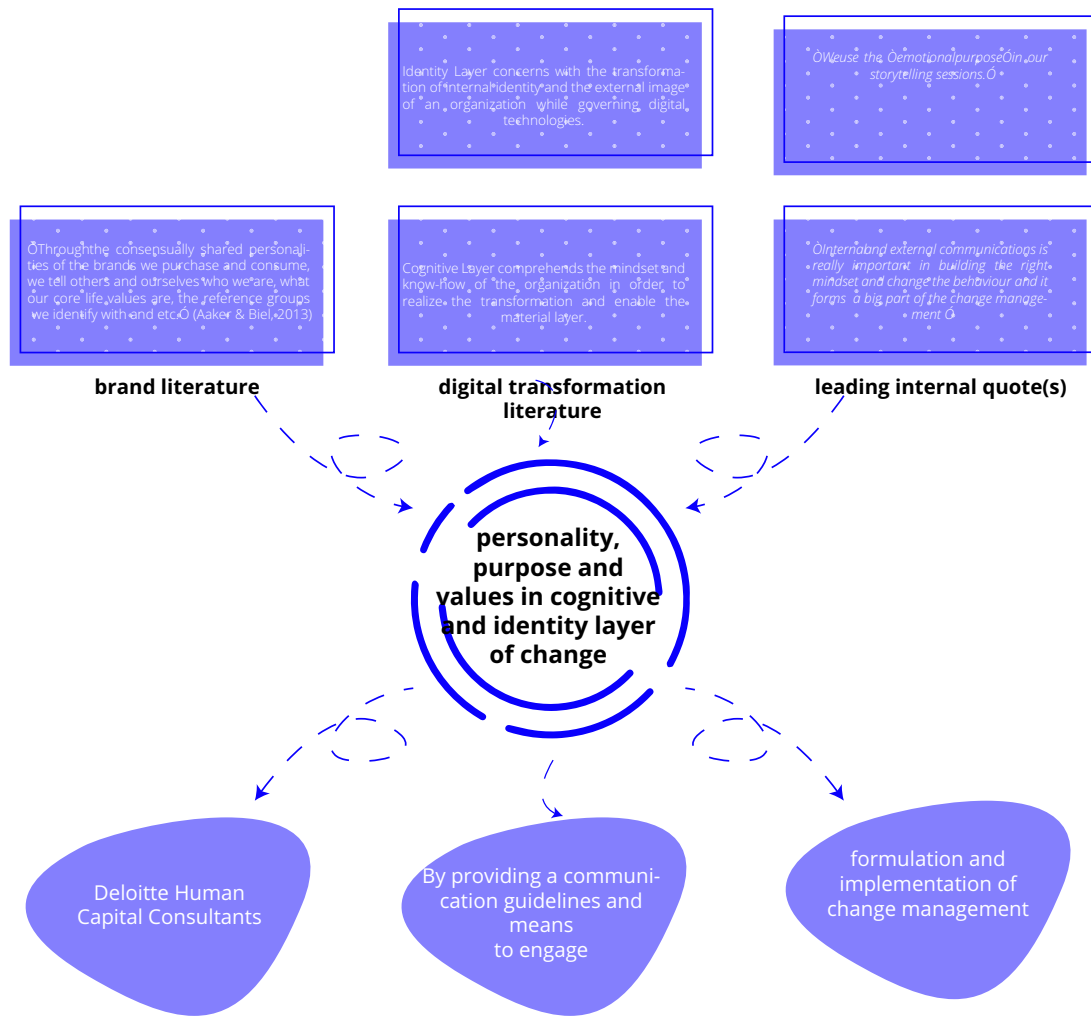 Identity Layer concerns with the transforma-
tion of internal identity and the external image
of an organization while governing digital
technologies.
ÒWeuse the ÒemotionalpurposeÓin our
storytelling sessions.Ó
ÒThroughthe consensually shared personali-
ties of the brands we purchase and consume,
we tell others and ourselves who we are, what
our core life values are, the reference groups
we identify with and etc.Ó (Aaker & Biel, 2013)
Cognitive Layer comprehends the mindset and
know-how of the organization in order to
realize the transformation and enable the
material layer.
ÒInternaland external communications is
really important in building the right
mindset and change the behaviour and it
forms a big part of the change manage-
ment Ó
brand literature
digital transformation
literature
leading internal quote(s)
personality,
purpose and
values in cognitive
and identity layer
of change
Deloitte Human
Capital Consultants
By providing a communi-
cation guidelines and
means
to engage
formulation and
implementation of
change management